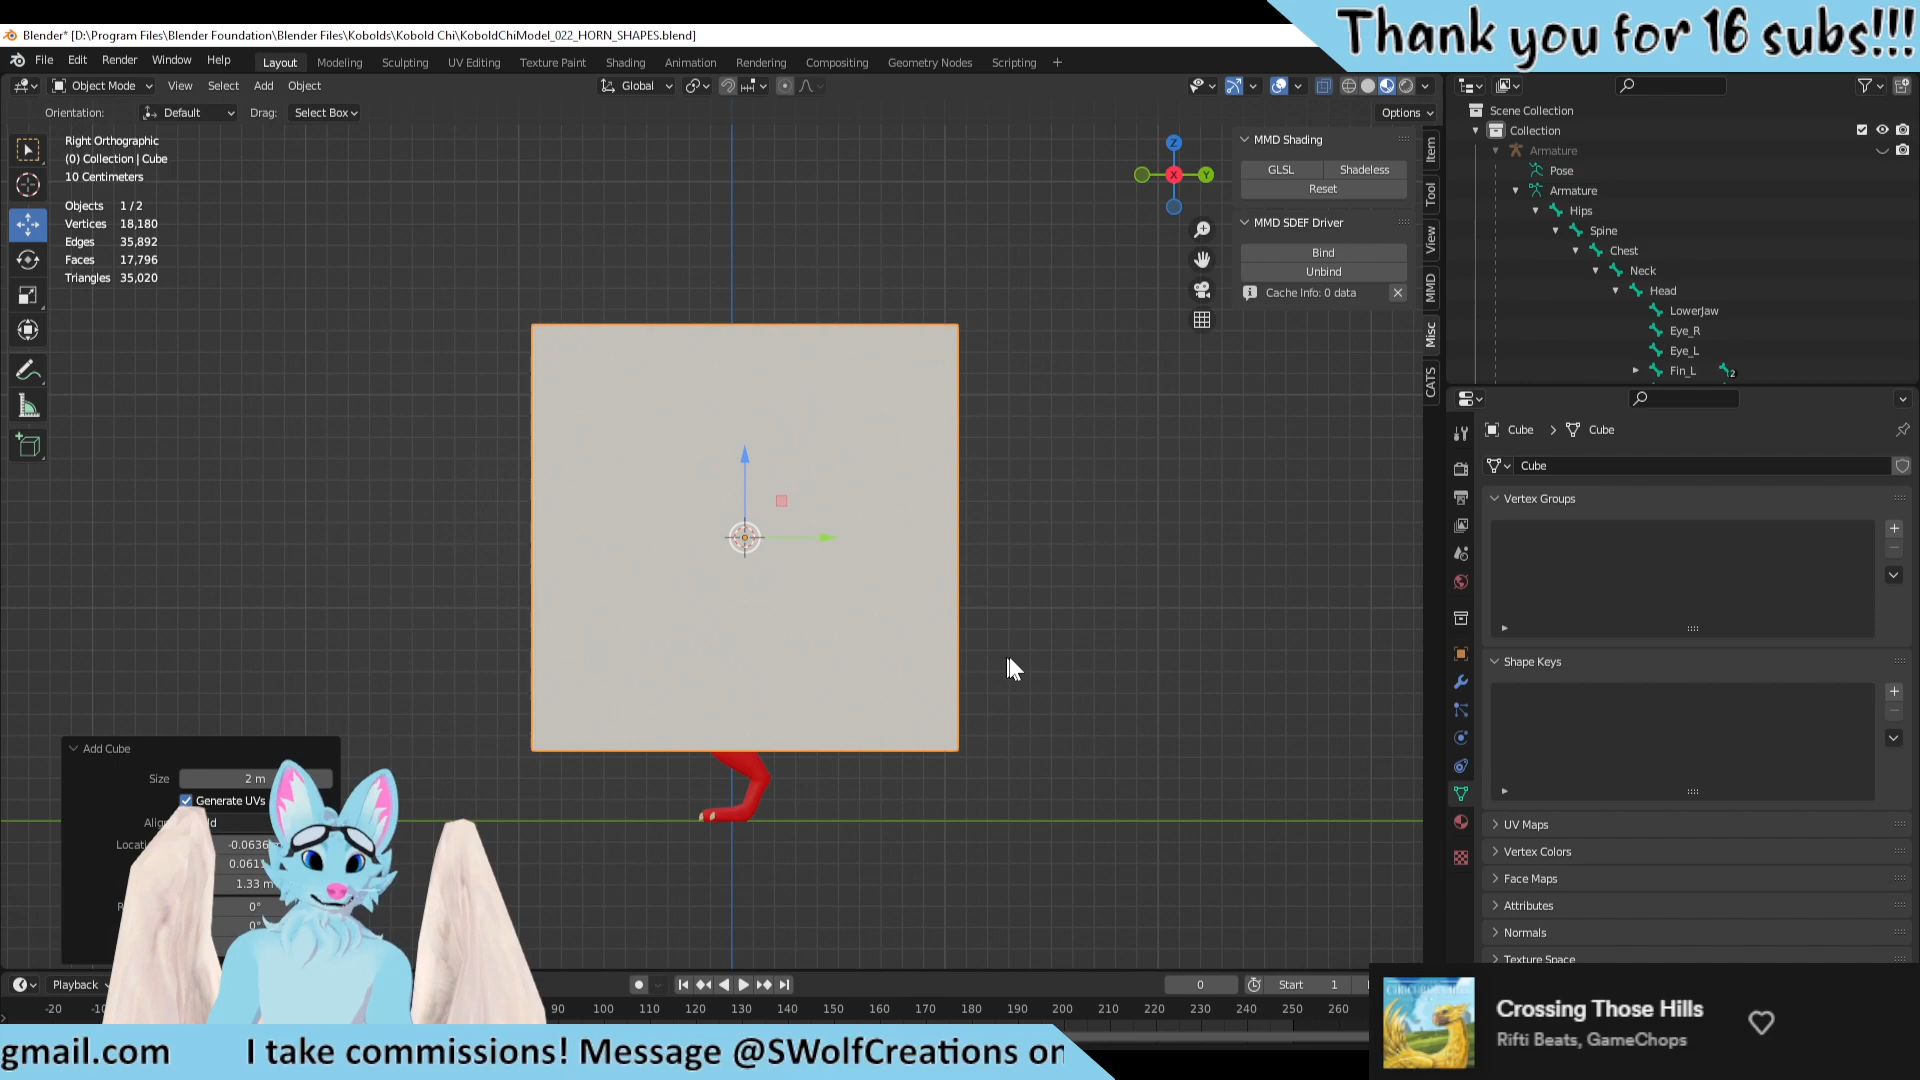 Thank you for 16 subs!!!
Blender* [D:\Program Files\Blender Foundation\Blender Files\Kobolds\Kobold Chi\KoboldChiModel_022_HORN_SHAPES.blend]
File Edit Render Window Help Layout Modeling Sculpting UV Editing Texture Paint Shading Animation Rendering Compositing Geometry Nodes Scripting
Object Mode View Select Add Object Global
Orientation: Default Drag: Select Box Options
Right Orthographic
(0) Collection | Cube
10 Centimeters
Objects 1 / 2
Vertices 18,180
Edges 35,892
Faces 17,796
Triangles 35,020
Z
X
Y
MMD Shading
GLSL Shadeless
Reset
MMD SDEF Driver
Bind
Unbind
Cache Info: 0 data
Item
Tool
View
MMD
Misc
CATS
Scene Collection
Collection
Armature
Pose
Armature
Hips
Spine
Chest
Neck
Head
LowerJaw
Eye_R
Eye_L
Fin_L
2
Cube > Cube
Cube
Vertex Groups
Shape Keys
UV Maps
Vertex Colors
Face Maps
Attributes
Normals
Texture Space
Add Cube
Size 2 m
Generate UVs
-0.0636
0.061
1.33 m
0°
0°
Playback
0 Start 1
-20 90 100 110 120 130 140 150 160 170 180 190 200 210 220 230 240 250 260
gmail.com I take commissions! Message @SWolfCreations on
Crossing Those Hills
Rifti Beats, GameChops